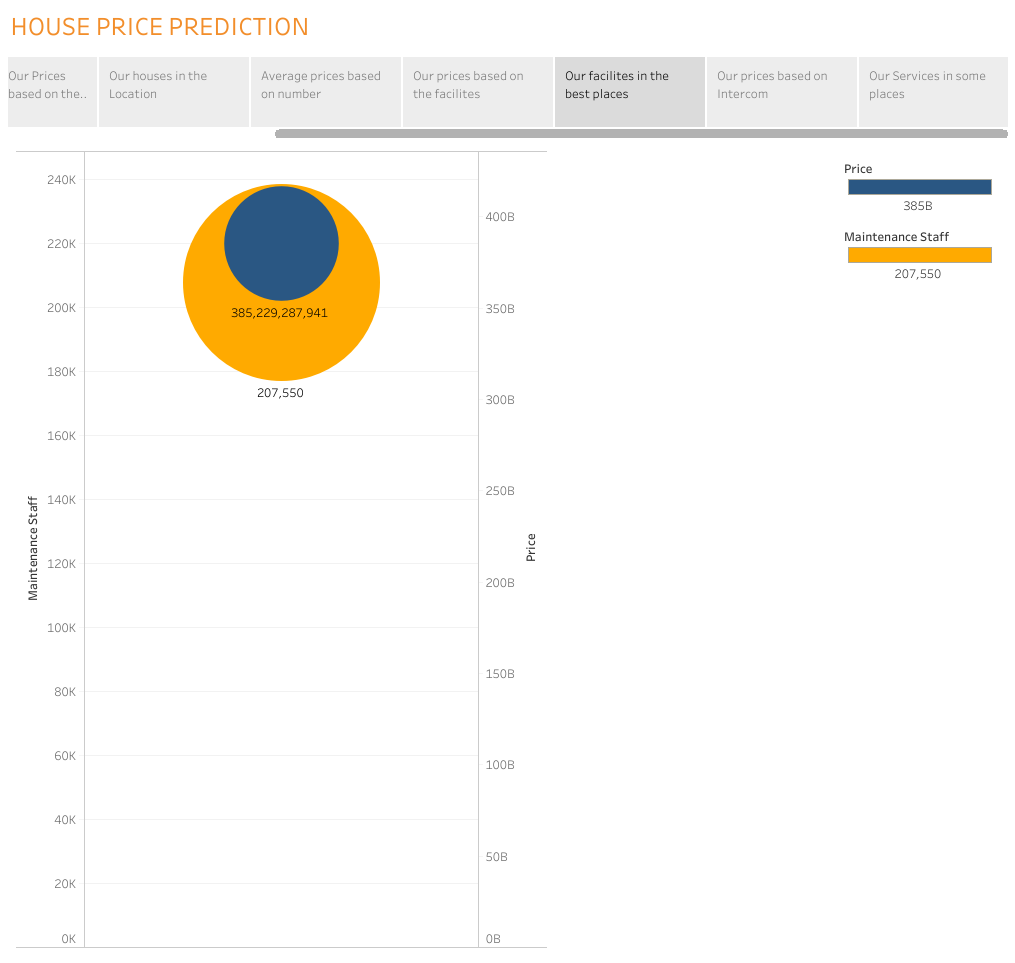 HOUSE PRICE PREDICTION
Our Prices
based on the..
Our houses in the
Location
Average prices based
on number
Our prices based on
the facilites
Our facilites in the
best places
Our prices based on
Intercom
Our Services in some
places
240K
220K
200K
180K
160K
140K
120K
100K
80K
60K
40K
20K
0K
Maintenance Staff
385,229,287,941
207,550
400B
350B
300B
250B
200B
150B
100B
50B
0B
Price
Price
385B
Maintenance Staff
207,550